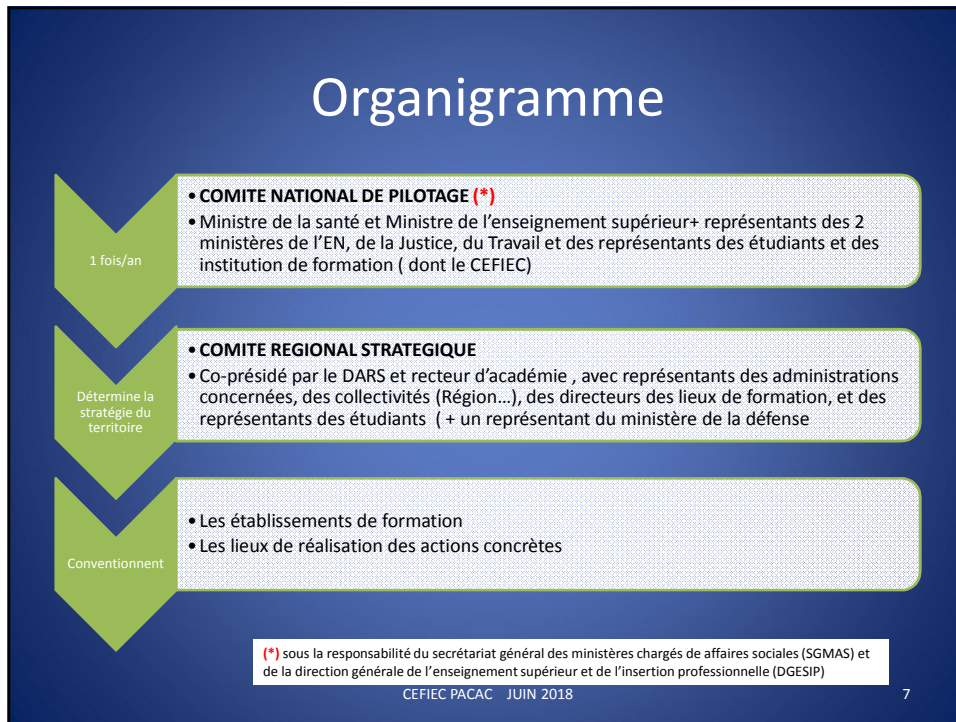 Organigramme
1 fois/an
• COMITE NATIONAL DE PILOTAGE (*)
• Ministre de la santé et Ministre de l’enseignement supérieur+ représentants des 2
ministères de l’EN, de la Justice, du Travail et des représentants des étudiants et des
institution de formation ( dont le CEFIEC)
Détermine la
stratégie du
territoire
• COMITE REGIONAL STRATEGIQUE
• Co-présidé par le DARS et recteur d’académie , avec représentants des administrations
concernées, des collectivités (Région…), des directeurs des lieux de formation, et des
représentants des étudiants ( + un représentant du ministère de la défense
Conventionnent
• Les établissements de formation
• Les lieux de réalisation des actions concrètes
(*) sous la responsabilité du secrétariat général des ministères chargés de affaires sociales (SGMAS) et
de la direction générale de l’enseignement supérieur et de l’insertion professionnelle (DGESIP)
CEFIEC PACAC JUIN 2018
7